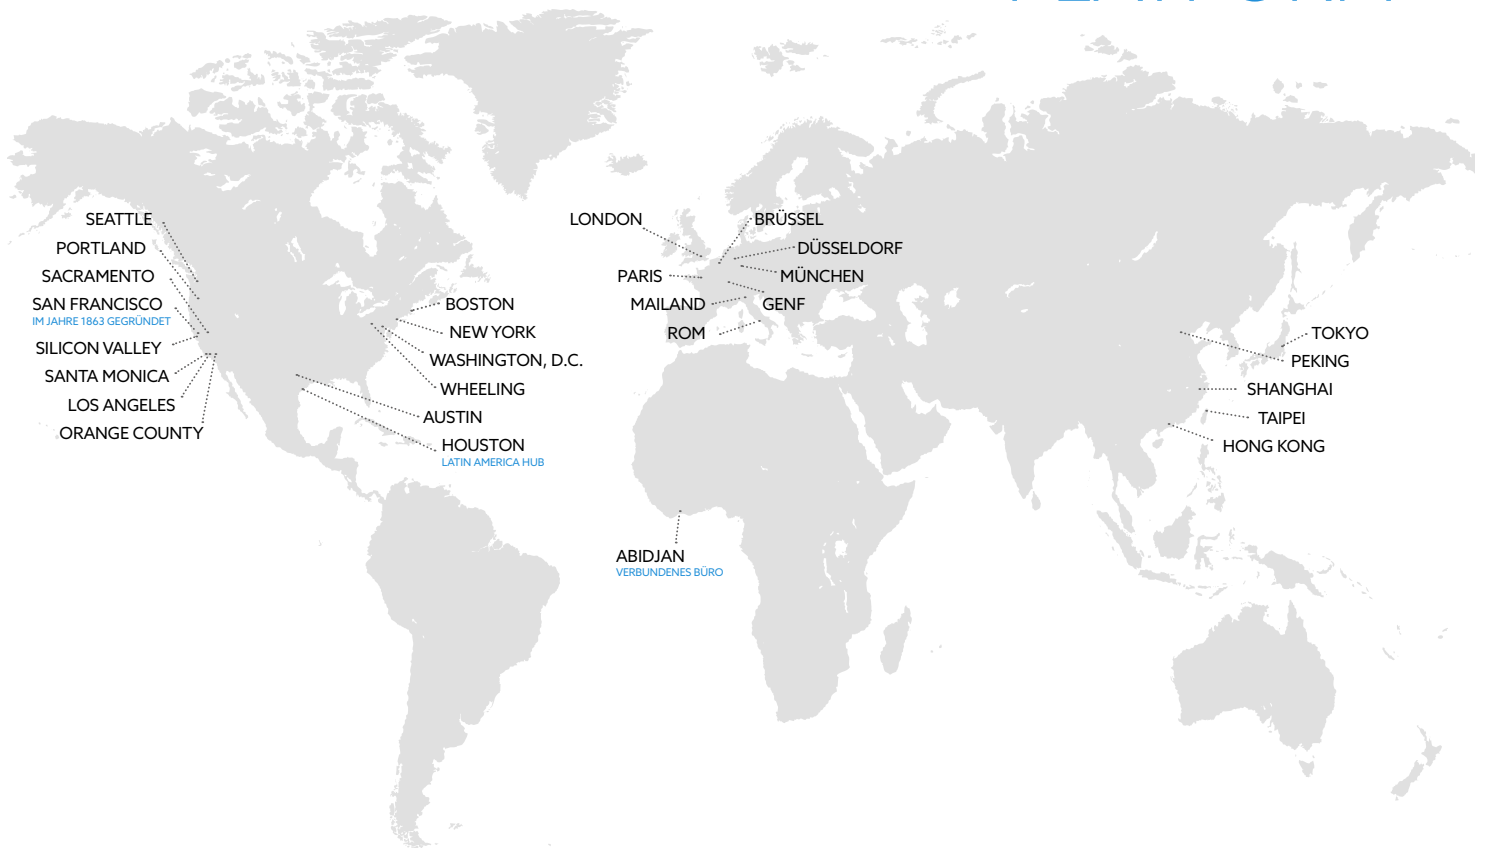 SEATTLE
PORTLAND
SACRAMENTO
SAN FRANCISCO
IM JAHRE 1863 GEGRÜNDET
SILICON VALLEY
SANTA MONICA
LOS ANGELES
ORANGE COUNTY
BOSTON
NEW YORK
WASHINGTON, D.C.
WHEELING
AUSTIN
HOUSTON
LATIN AMERICA HUB
LONDON
PARIS
MAILAND
ROM
BRÜSSEL
DÜSSELDORF
MÜNCHEN
GENF
ABIDJAN
VERBUNDENES BÜRO
TOKYO
PEKING
SHANGHAI
TAIPEI
HONG KONG